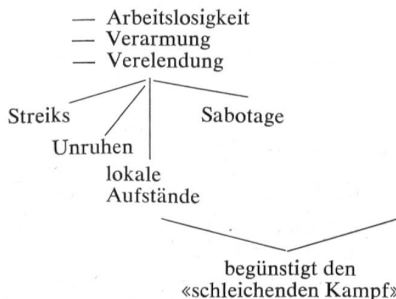 — Arbeitslosigkeit
— Verarmung
— Verelendung
Streiks
Sabotage
Unruhen
lokale
Aufstände
begünstigt den
«schleichenden Kampf»